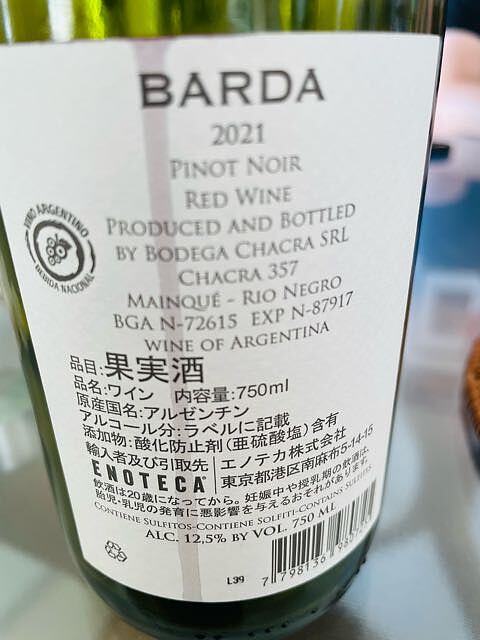 BARDA
2021
PINOT NOIR
RED WINE
PRODUCED AND BOTTLED
BY BODEGA CHACRA SRL
CHACRA 357
MAINQUÉ - RIO NEGRO
BGA N-72615 EXP N-87917
WINE OF ARGENTINA
VINO ARGENTINO
BEBIDA NACIONAL
品目:果実酒
品名:ワイン 内容量:750ml
原産国名:アルゼンチン
アルコール分:ラベルに記載
添加物:酸化防止剤(亜硫酸塩)含有
輸入者及び引取先
ENOTECA
エノテカ株式会社
東京都港区南麻布5-14-15
飲酒は20歳になってから。妊娠中や授乳期の飲酒は、
胎児・乳児の発育に悪影響を与えるおそれがあります。
CONTIENE SULFITOS-CONTIENE SOLFITI-CONTAINS SULFITES
ALC. 12,5% BY VOL. 750 ML
L39